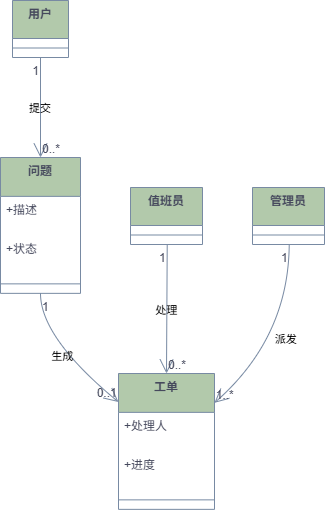 用户
1
提交
0..*
问题
+描述
+状态
值班员
管理员
1
1
1
处理
派发
生成
0..*
0..1
1..*
工单
+处理人
+进度